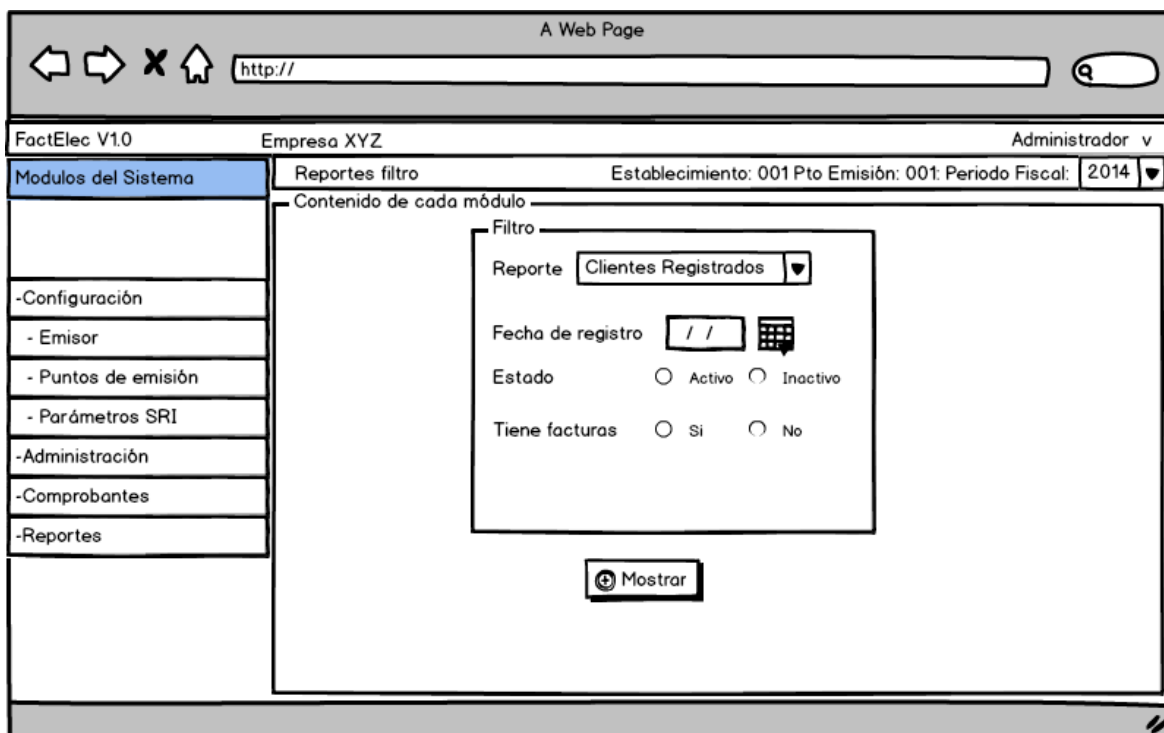 A Web Page
http://
FactElec V1.0 Empresa XYZ Administrador v
Modulos del Sistema
Reportes filtro Establecimiento: 001 Pto Emisión: 001: Periodo Fiscal: 2014
-Configuración
- Emisor
- Puntos de emisión
- Parámetros SRI
-Administración
-Comprobantes
-Reportes
Contenido de cada módulo
Filtro
Reporte Clientes Registrados
Fecha de registro / /
Estado Activo Inactivo
Tiene facturas Si No
Mostrar